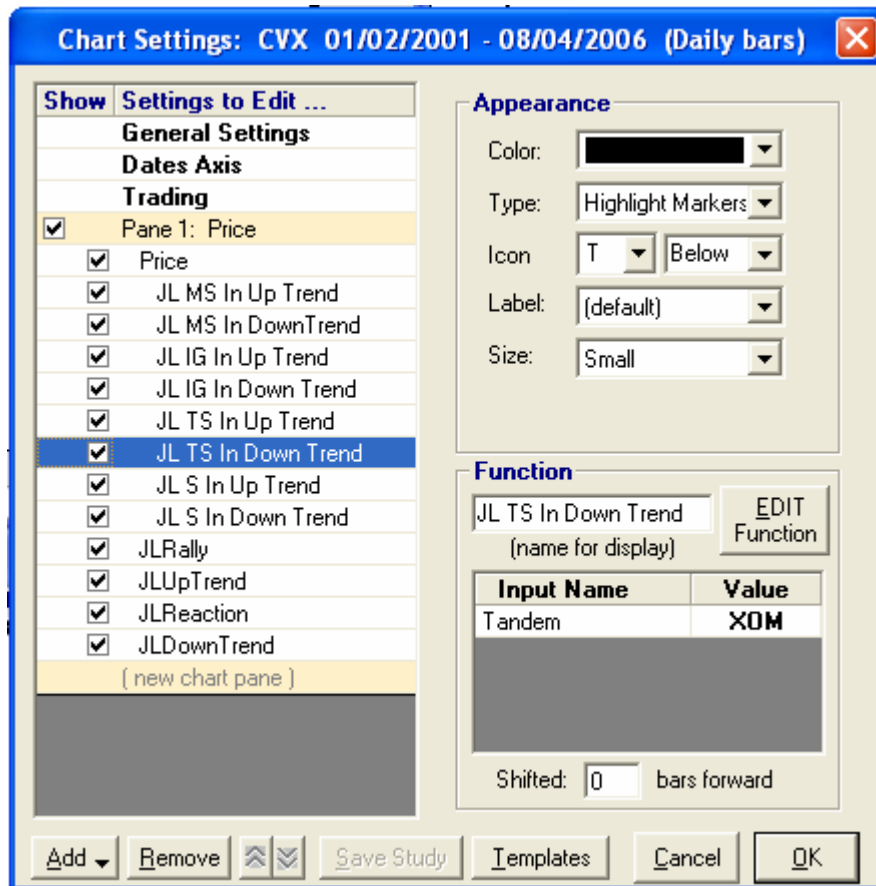 Chart Settings: CVX 01/02/2001 - 08/04/2006 (Daily bars)
Show Settings to Edit ...
General Settings
Dates Axis
Trading
Pane 1: Price
Price
JL MS In Up Trend
JL MS In DownTrend
JL IG In Up Trend
JL IG In Down Trend
JL TS In Up Trend
JL TS In Down Trend
JL S In Up Trend
JL S In Down Trend
JLRally
JLUpTrend
JLReaction
JLDownTrend
( new chart pane )
Appearance
Color:
Type: Highlight Markers
Icon T Below
Label: (default)
Size: Small
Function
JL TS In Down Trend
(name for display)
EDIT
Function
Input Name Value
Tandem XOM
Shifted: 0 bars forward
Add Remove Save Study Templates Cancel OK